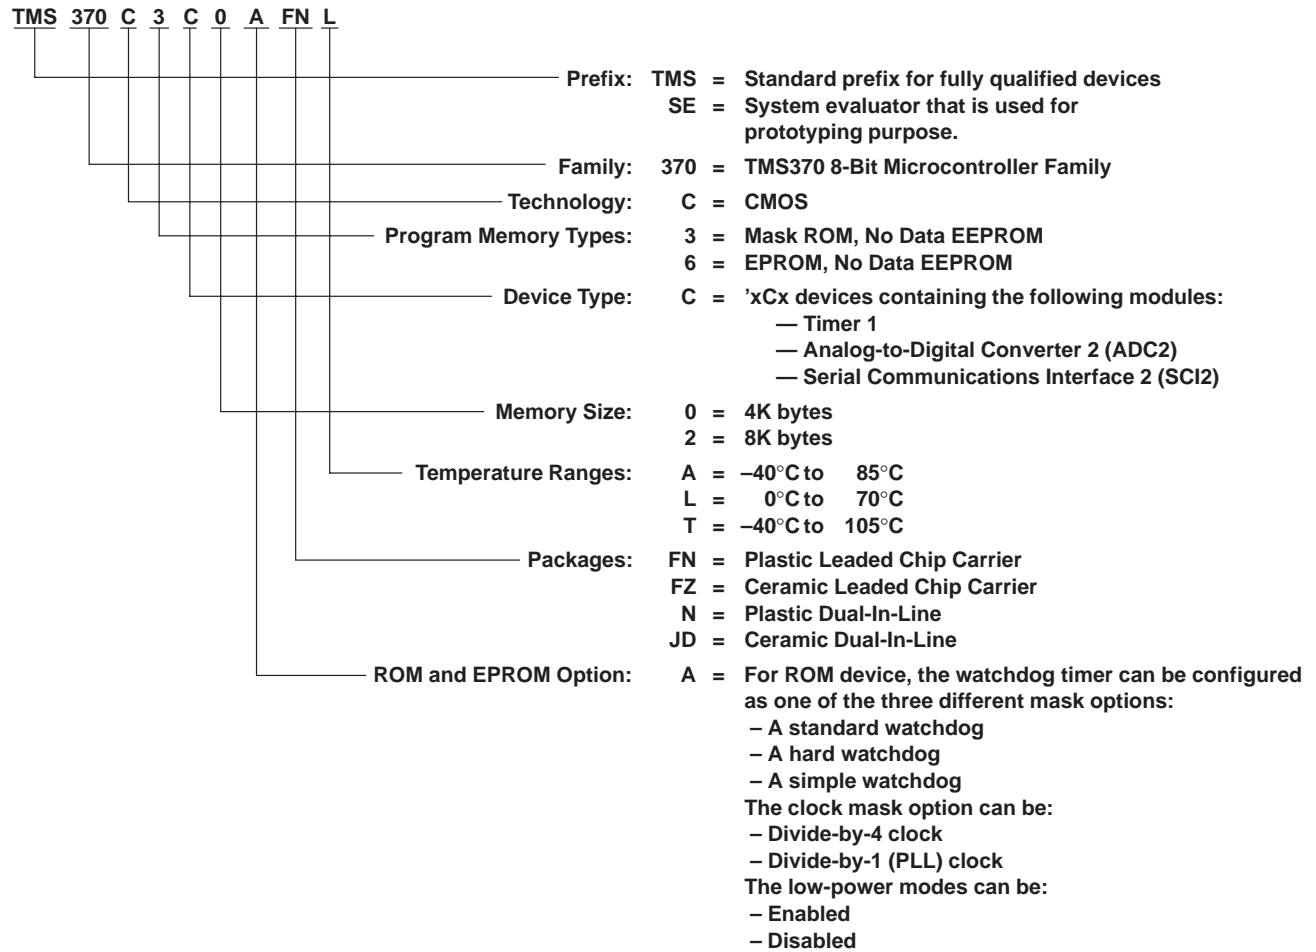 TMS 370 C 3 C 0 A FN L
Prefix: TMS = Standard prefix for fully qualified devices
SE = System evaluator that is used for
prototyping purpose.
Family: 370 = TMS370 8-Bit Microcontroller Family
Technology: C = CMOS
Program Memory Types: 3 = Mask ROM, No Data EEPROM
6 = EPROM, No Data EEPROM
Device Type: C = ’xCx devices containing the following modules:
— Timer 1
— Analog-to-Digital Converter 2 (ADC2)
— Serial Communications Interface 2 (SCI2)
Memory Size: 0 = 4K bytes
2 = 8K bytes
Temperature Ranges: A = –40°C to 85°C
L = 0°C to 70°C
T = –40°C to 105°C
Packages: FN = Plastic Leaded Chip Carrier
FZ = Ceramic Leaded Chip Carrier
N = Plastic Dual-In-Line
JD = Ceramic Dual-In-Line
ROM and EPROM Option: A = For ROM device, the watchdog timer can be configured
as one of the three different mask options:
– A standard watchdog
– A hard watchdog
– A simple watchdog
The clock mask option can be:
– Divide-by-4 clock
– Divide-by-1 (PLL) clock
The low-power modes can be:
– Enabled
– Disabled